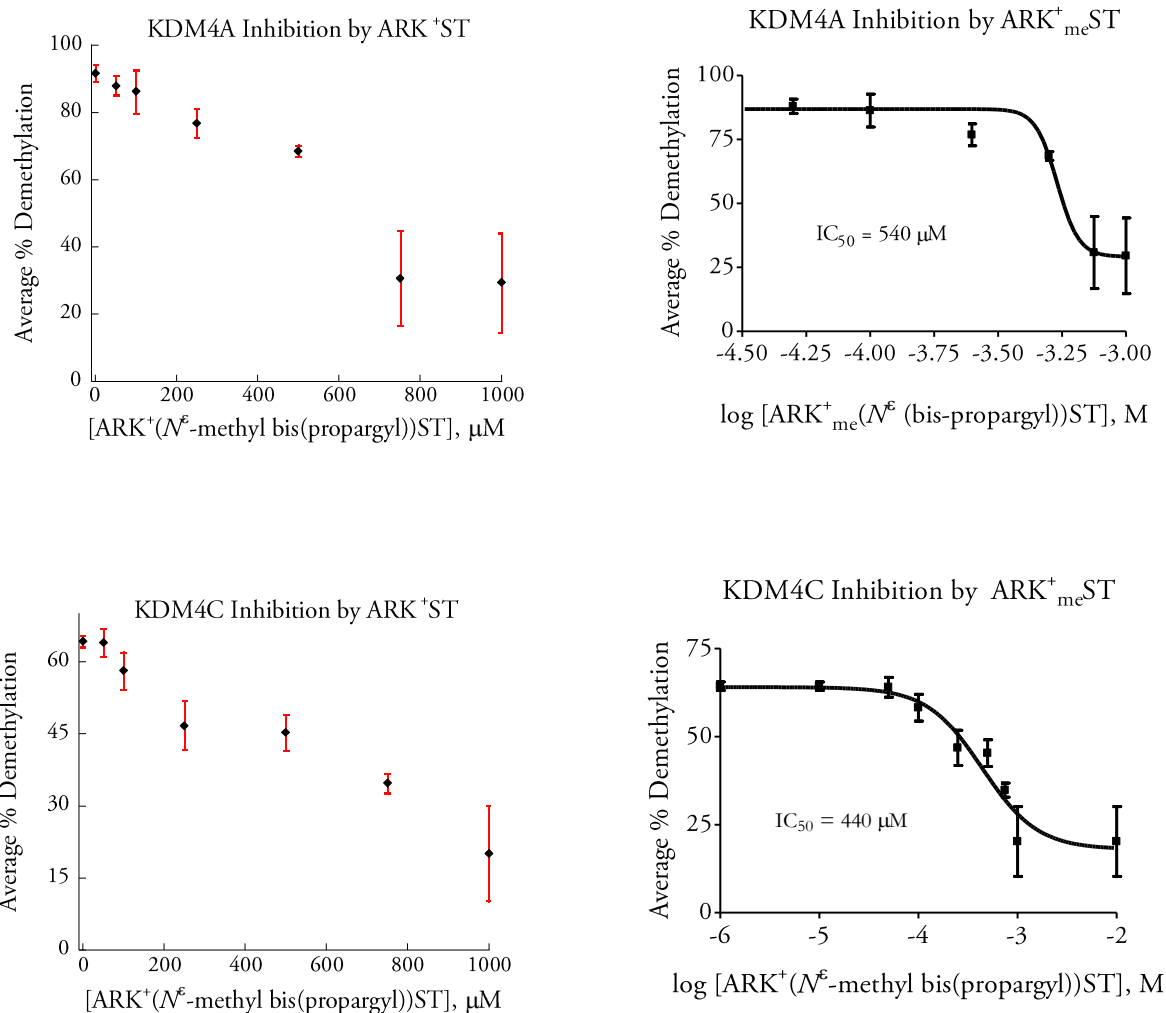 KDM4A Inhibition by ARK⁺ST
100
80
60
40
20
0
Average % Demethylation
0 200 400 600 800 1000
[ARK⁺(Nᵋ-methyl bis(propargyl))ST], µM
KDM4A Inhibition by ARK⁺meST
100
75
50
25
0
Average % Demethylation
IC₅₀ = 540 µM
-4.50 -4.25 -4.00 -3.75 -3.50 -3.25 -3.00
log [ARK⁺me(Nᵋ (bis-propargyl))ST], M
KDM4C Inhibition by ARK⁺ST
60
45
30
15
0
Average % Demethylation
0 200 400 600 800 1000
[ARK⁺(Nᵋ-methyl bis(propargyl))ST], µM
KDM4C Inhibition by ARK⁺meST
75
50
25
0
Average % Demethylation
IC₅₀ = 440 µM
-6 -5 -4 -3 -2
log [ARK⁺(Nᵋ-methyl bis(propargyl))ST], M